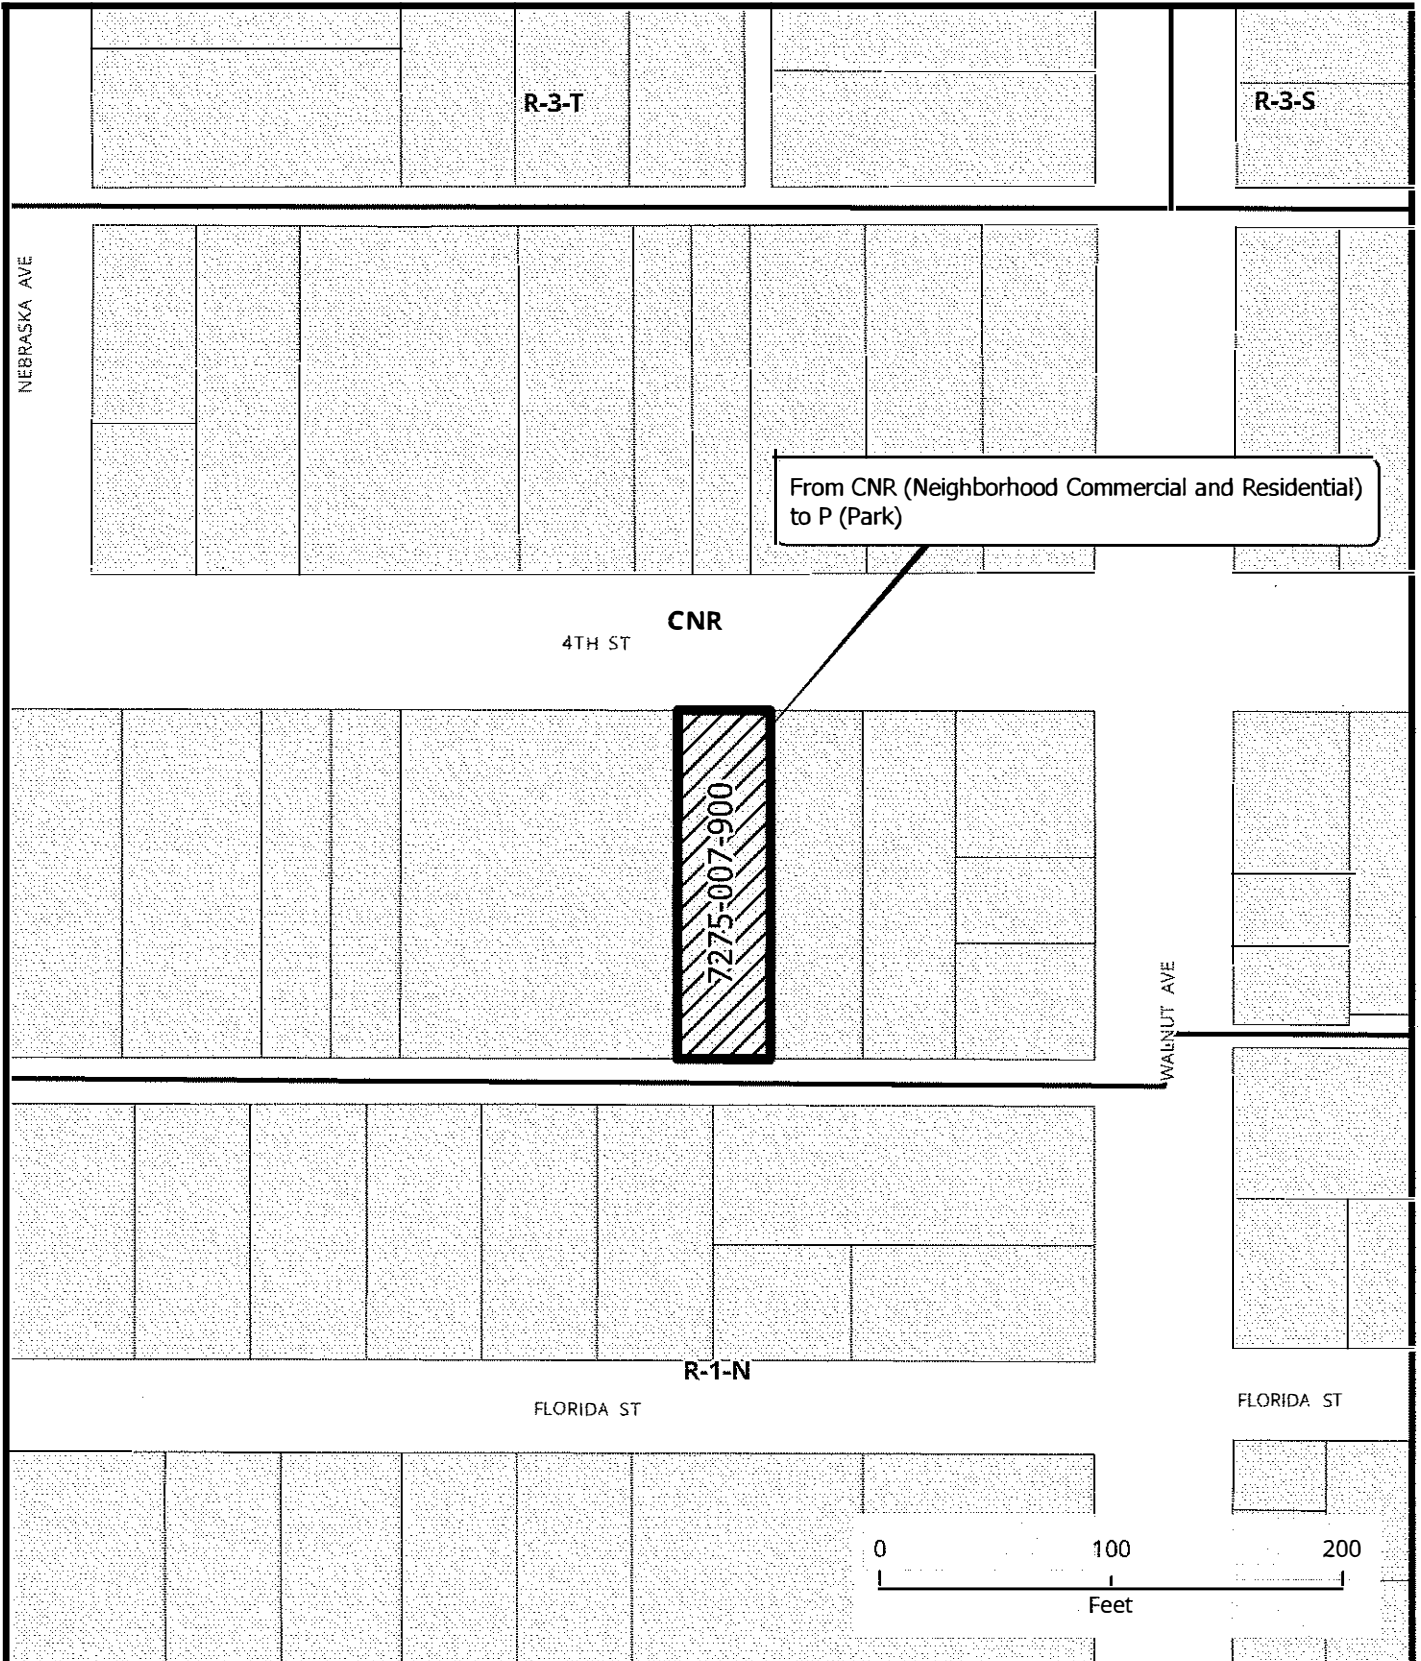 R-3-T
R-3-S
NEBRASKA AVE
From CNR (Neighborhood Commercial and Residential)
to P (Park)
CNR
4TH ST
7275-007-900
WALNUT AVE
R-1-N
FLORIDA ST
FLORIDA ST
0 100 200
Feet